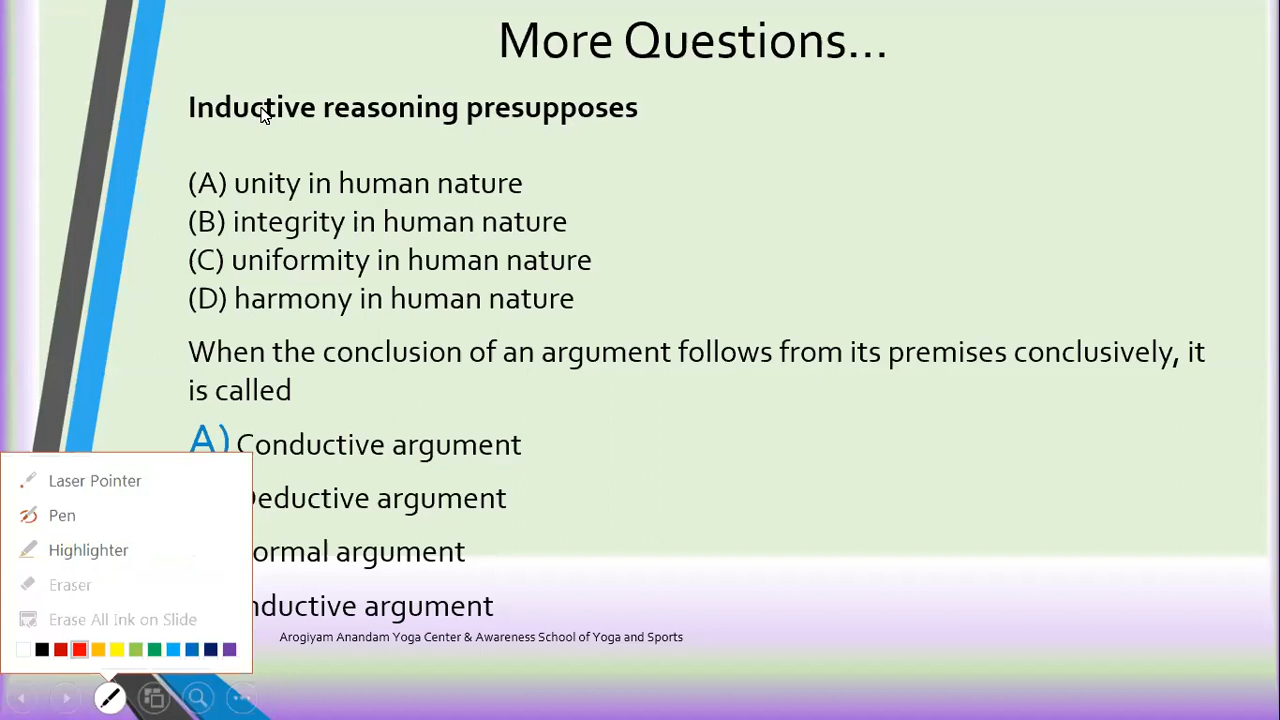 More Questions...
Inductive reasoning presupposes
(A) unity in human nature
(B) integrity in human nature
(C) uniformity in human nature
(D) harmony in human nature
When the conclusion of an argument follows from its premises conclusively, it
is called
A) Conductive argument
eductive argument
ormal argument
nductive argument
Arogiyam Anandam Yoga Center & Awareness School of Yoga and Sports
Laser Pointer
Pen
Highlighter
Eraser
Erase All Ink on Slide